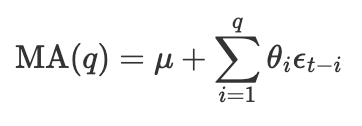 MA(q) = μ + ∑_{i=1}^{q} θ_i ϵ_{t−i}